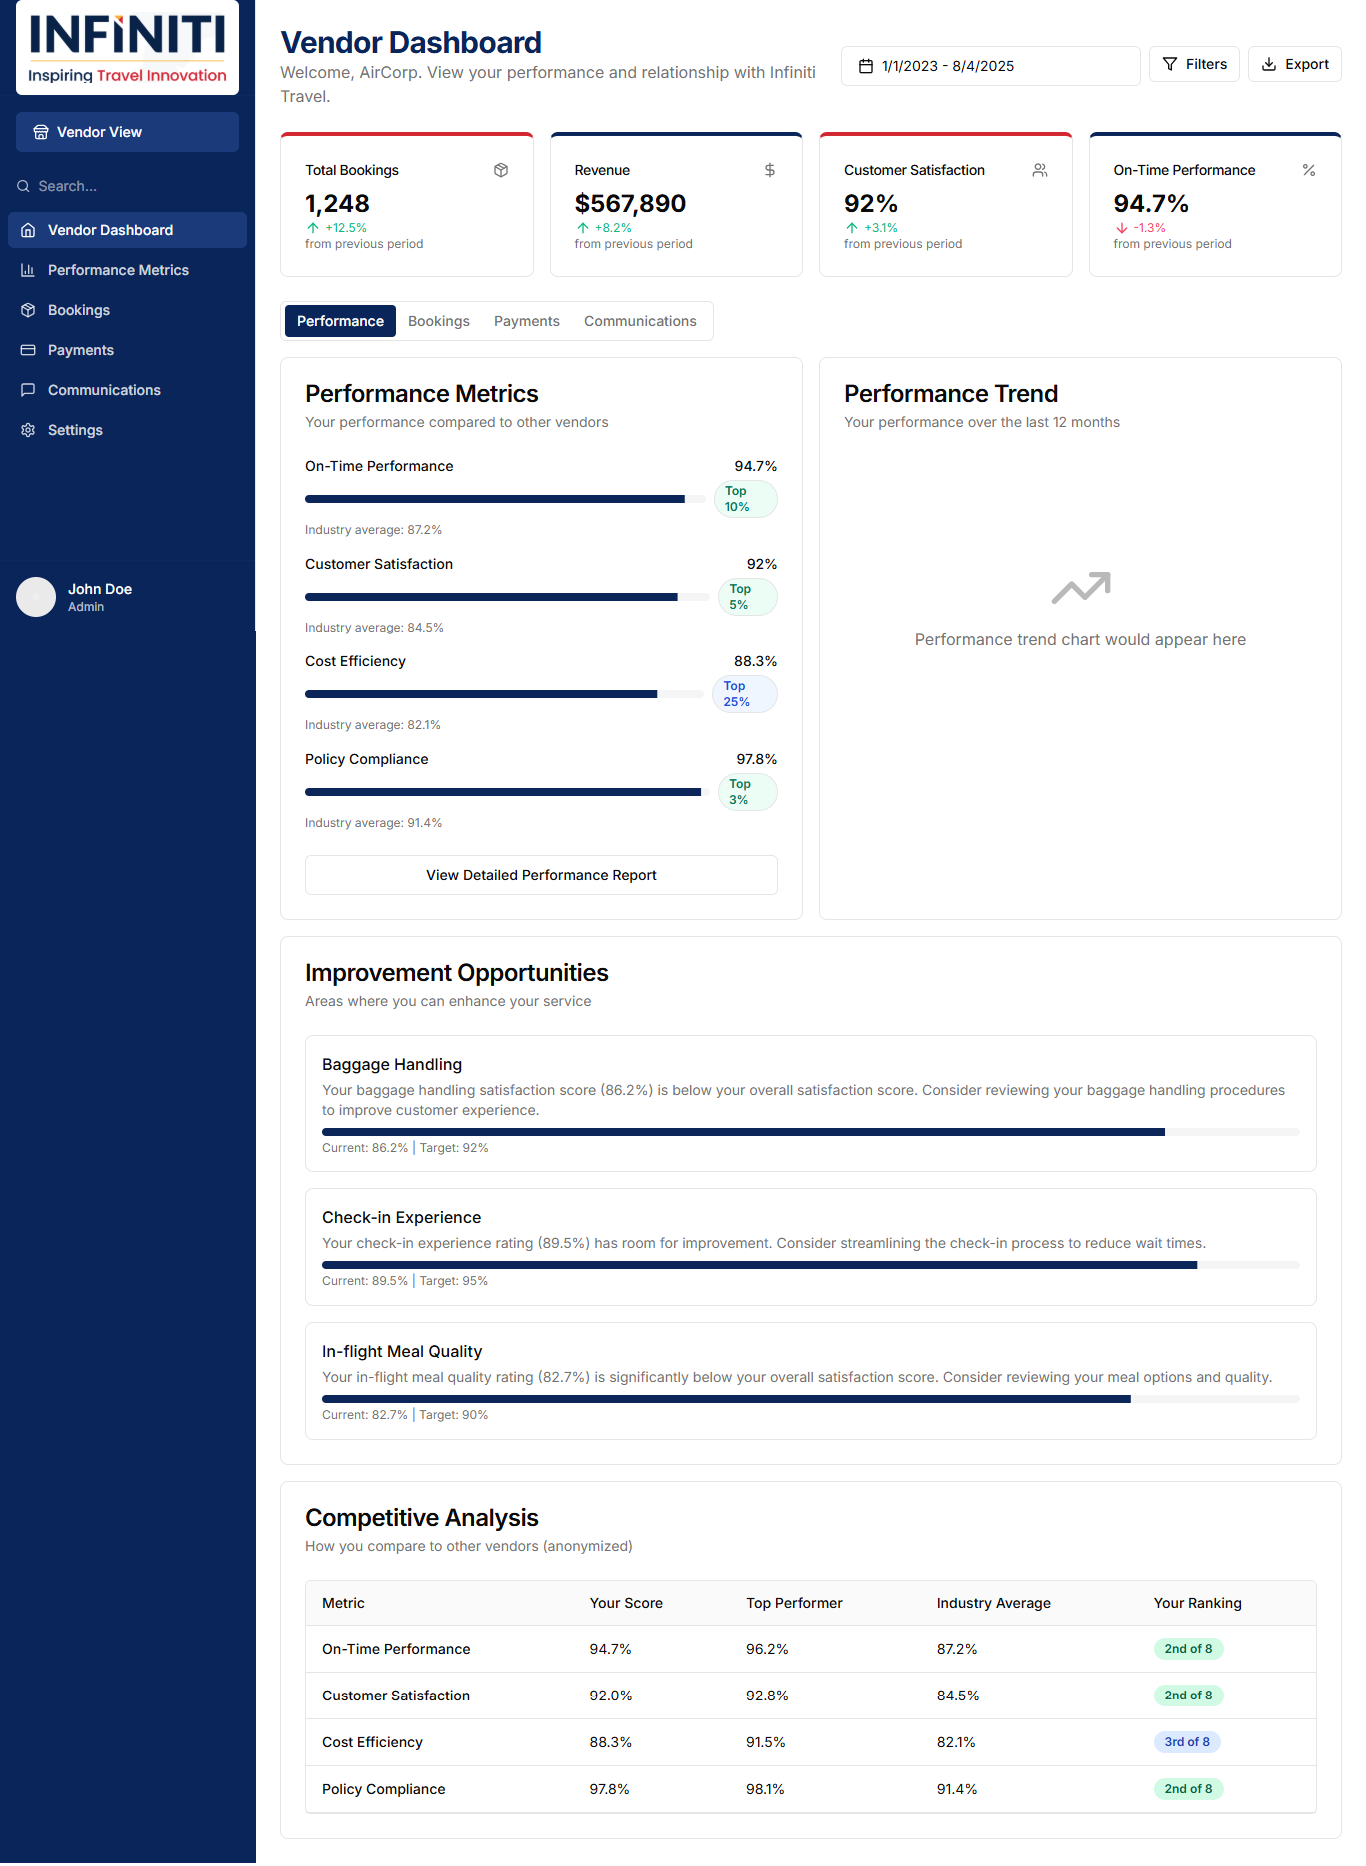 INFINITI
Inspiring Travel Innovation
Vendor View
Search...
Vendor Dashboard
Performance Metrics
Bookings
Payments
Communications
Settings
John Doe
Admin
Vendor Dashboard
Welcome, AirCorp. View your performance and relationship with Infiniti
Travel.
1/1/2023 - 8/4/2025
Filters
Export
Total Bookings
1,248
+12.5%
from previous period
Revenue
$567,890
+8.2%
from previous period
Customer Satisfaction
92%
+3.1%
from previous period
On-Time Performance
94.7%
-1.3%
from previous period
Performance Bookings Payments Communications
Performance Metrics
Your performance compared to other vendors
On-Time Performance 94.7%
Top
10%
Industry average: 87.2%
Customer Satisfaction 92%
Top
5%
Industry average: 84.5%
Cost Efficiency 88.3%
Top
25%
Industry average: 82.1%
Policy Compliance 97.8%
Top
3%
Industry average: 91.4%
View Detailed Performance Report
Performance Trend
Your performance over the last 12 months
Performance trend chart would appear here
Improvement Opportunities
Areas where you can enhance your service
Baggage Handling
Your baggage handling satisfaction score (86.2%) is below your overall satisfaction score. Consider reviewing your baggage handling procedures
to improve customer experience.
Current: 86.2% | Target: 92%
Check-in Experience
Your check-in experience rating (89.5%) has room for improvement. Consider streamlining the check-in process to reduce wait times.
Current: 89.5% | Target: 95%
In-flight Meal Quality
Your in-flight meal quality rating (82.7%) is significantly below your overall satisfaction score. Consider reviewing your meal options and quality.
Current: 82.7% | Target: 90%
Competitive Analysis
How you compare to other vendors (anonymized)
Metric Your Score Top Performer Industry Average Your Ranking
On-Time Performance 94.7% 96.2% 87.2% 2nd of 8
Customer Satisfaction 92.0% 92.8% 84.5% 2nd of 8
Cost Efficiency 88.3% 91.5% 82.1% 3rd of 8
Policy Compliance 97.8% 98.1% 91.4% 2nd of 8